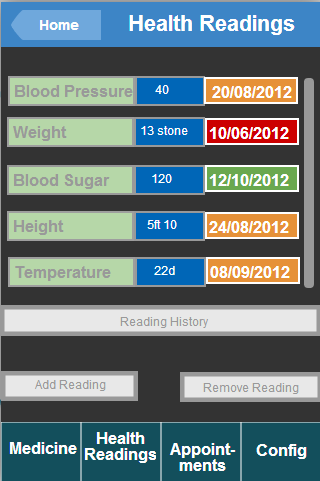 Home
Health Readings
Blood Pressure 40 20/08/2012
Weight 13 stone 10/06/2012
Blood Sugar 120 12/10/2012
Height 5ft 10 24/08/2012
Temperature 22d 08/09/2012
Reading History
Add Reading
Remove Reading
Medicine
Health
Readings
Appoint-
ments
Config